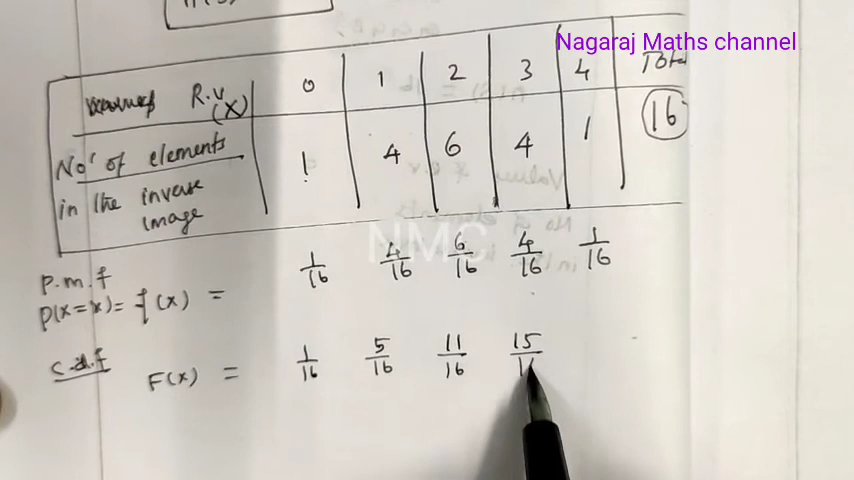 Nagaraj Maths channel
R.v (X) 0 1 2 3 4
No' of elements in the inverse image 1 4 6 4 1 16
NMC
p.m.f
p(X=x) = f(x) = 1/16 4/16 6/16 4/16 1/16
c.d.f
F(x) = 1/16 5/16 11/16 15/